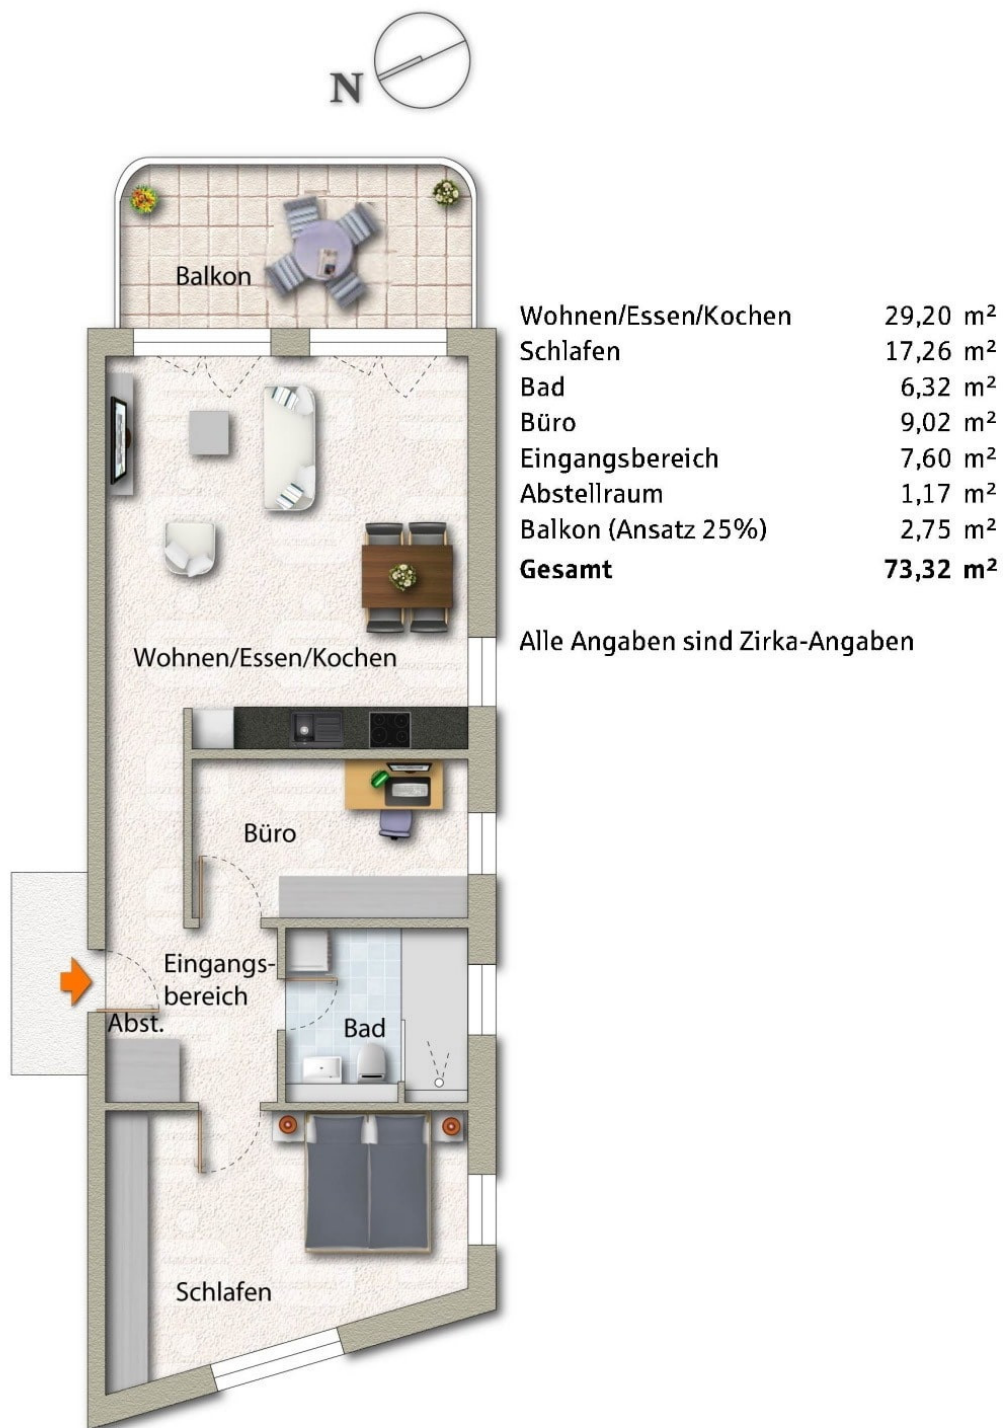 N
Balkon
Wohnen/Essen/Kochen 29,20 m²
Schlafen 17,26 m²
Bad 6,32 m²
Büro 9,02 m²
Eingangsbereich 7,60 m²
Abstellraum 1,17 m²
Balkon (Ansatz 25%) 2,75 m²
Gesamt 73,32 m²
Alle Angaben sind Zirka-Angaben
Wohnen/Essen/Kochen
Büro
Eingangs-
bereich
Abst.
Bad
Schlafen